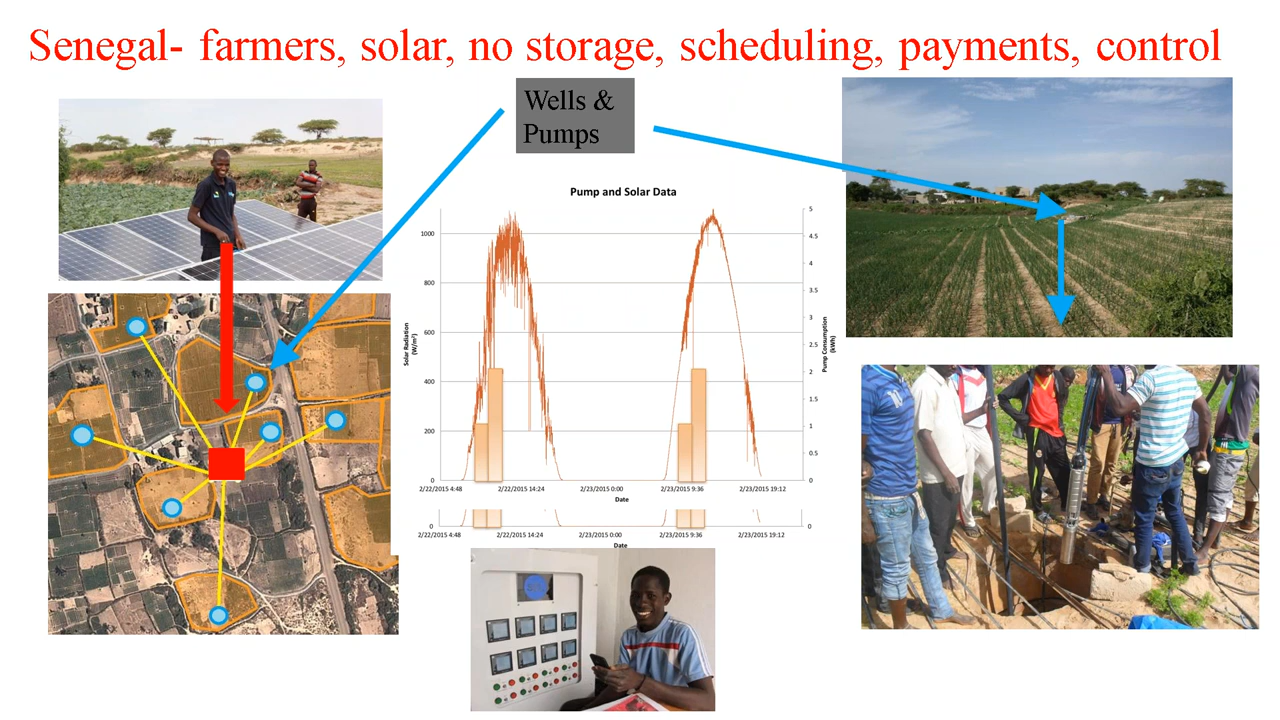 Senegal- farmers, solar, no storage, scheduling, payments, control
Wells &
Pumps
Pump and Solar Data
1000
800
600
400
200
0
Solar Radiation
(W/m²)
5
4.5
4
3.5
3
2.5
2
1.5
1
0.5
0
Pump Consumption
(kWh)
2/22/2015 4:48
2/22/2015 14:24
2/23/2015 0:00
2/23/2015 9:36
2/23/2015 19:12
Date
0
0
2/22/2015 4:48
2/22/2015 14:24
2/23/2015 0:00
2/23/2015 9:36
2/23/2015 19:12
Date